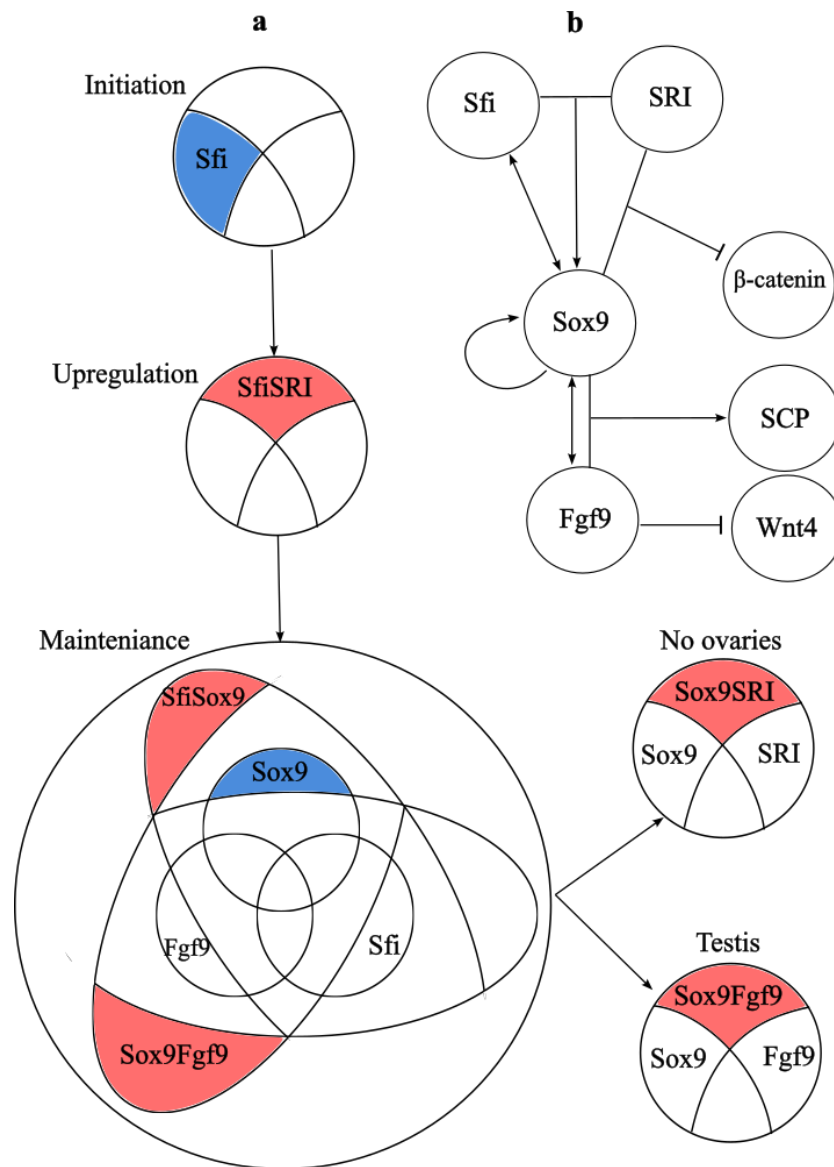 a
b
Initiation
Sfi
Sfi
SRI
β-catenin
Sox9
Upregulation
SfiSRI
SCP
Fgf9
Wnt4
Mainteniance
No ovaries
SfiSox9
Sox9SRI
Sox9
Sox9
SRI
Fgf9
Sfi
Testis
Sox9Fgf9
Sox9Fgf9
Sox9
Fgf9